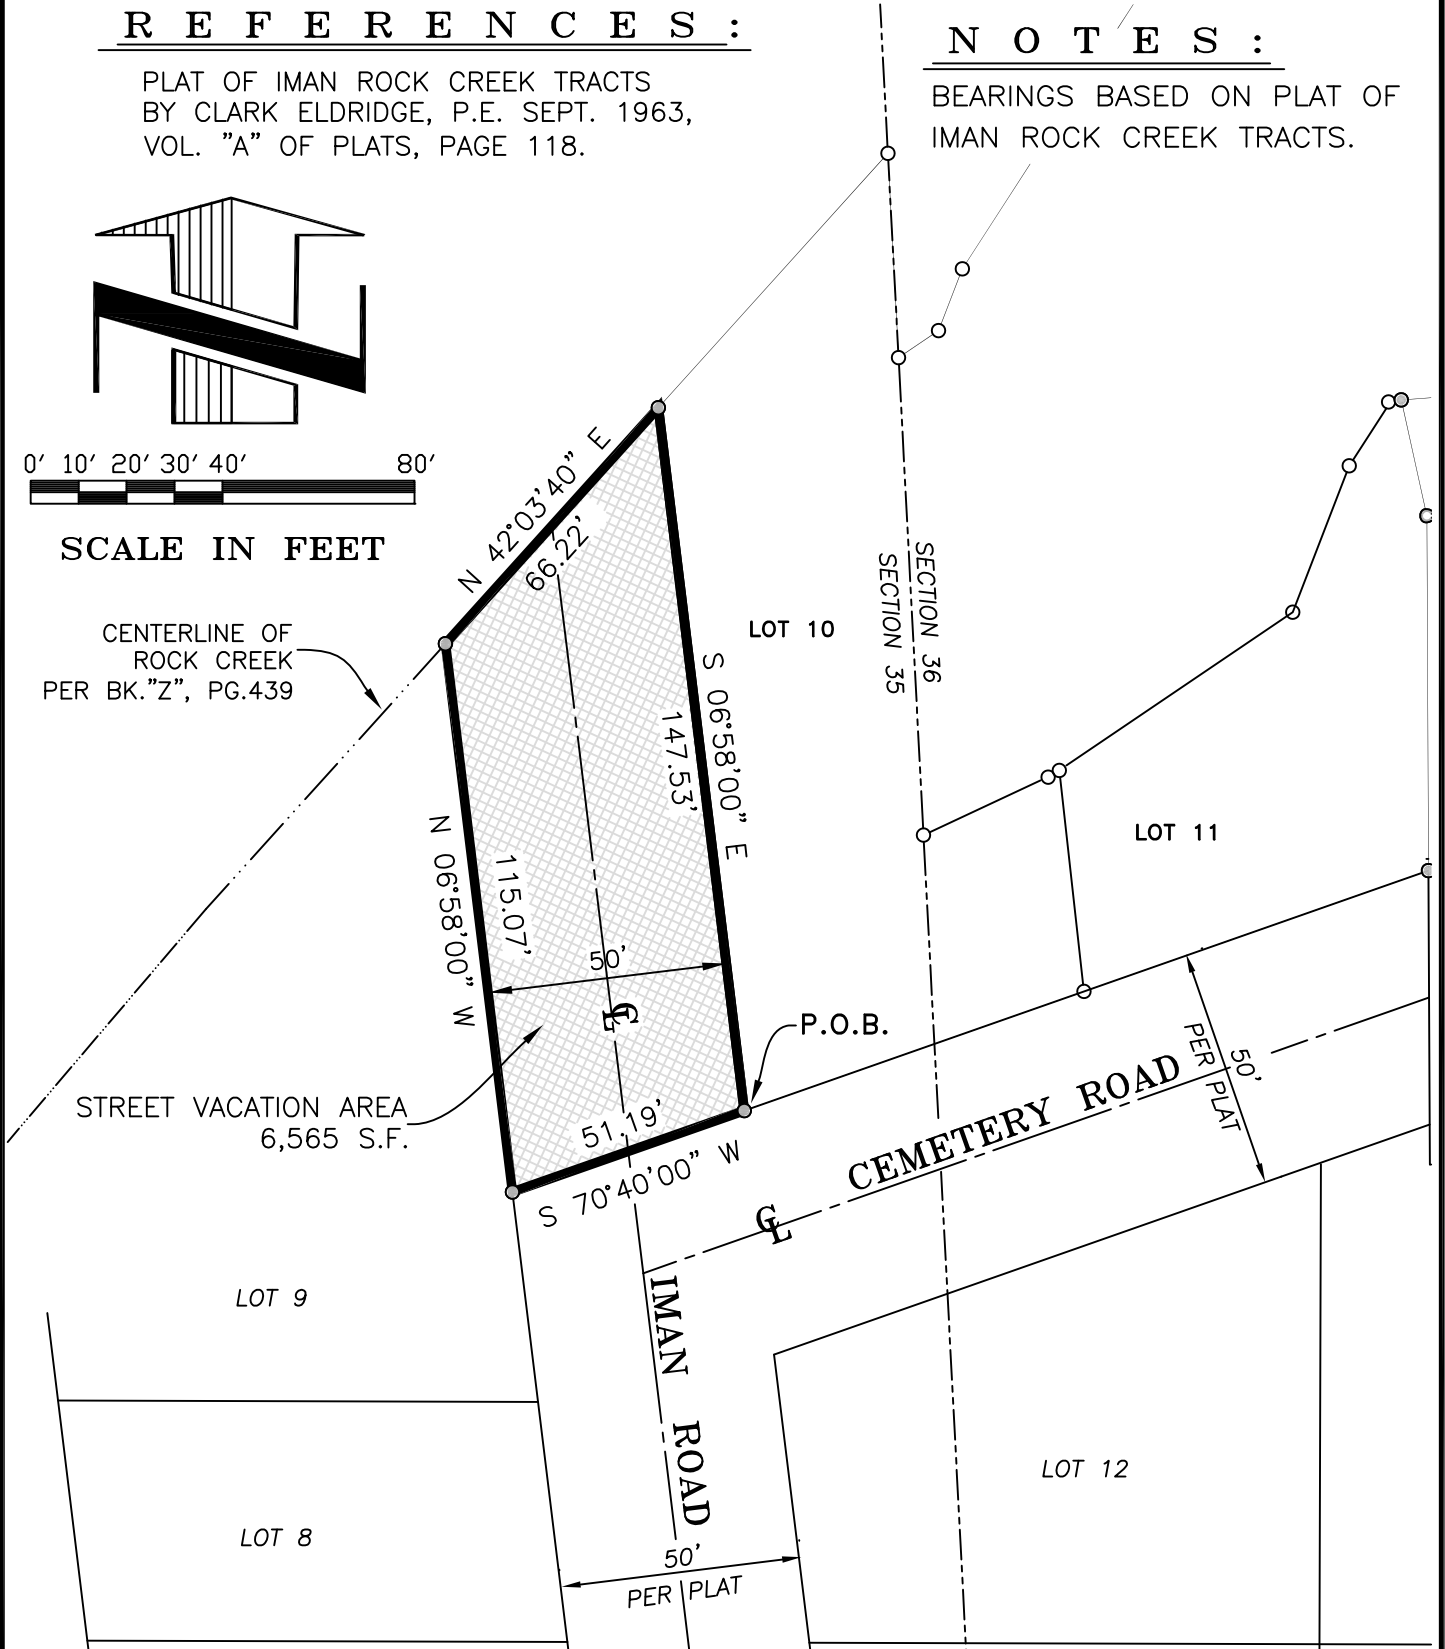 REFERENCES:
PLAT OF IMAN ROCK CREEK TRACTS
BY CLARK ELDRIDGE, P.E. SEPT. 1963,
VOL. "A" OF PLATS, PAGE 118.
NOTES:
BEARINGS BASED ON PLAT OF
IMAN ROCK CREEK TRACTS.
0' 10' 20' 30' 40' 80'
SCALE IN FEET
N 42°03'40" E
66.22'
CENTERLINE OF
ROCK CREEK
PER BK."Z", PG.439
LOT 10
SECTION 36
SECTION 35
S 06°58'00" E
147.53'
N 06°58'00" W
115.07'
LOT 11
50'
CL
P.O.B.
STREET VACATION AREA
6,565 S.F.
51.19'
S 70°40'00" W
CL CEMETERY ROAD
50'
PER PLAT
IMAN ROAD
LOT 9
LOT 8
LOT 12
50'
PER PLAT